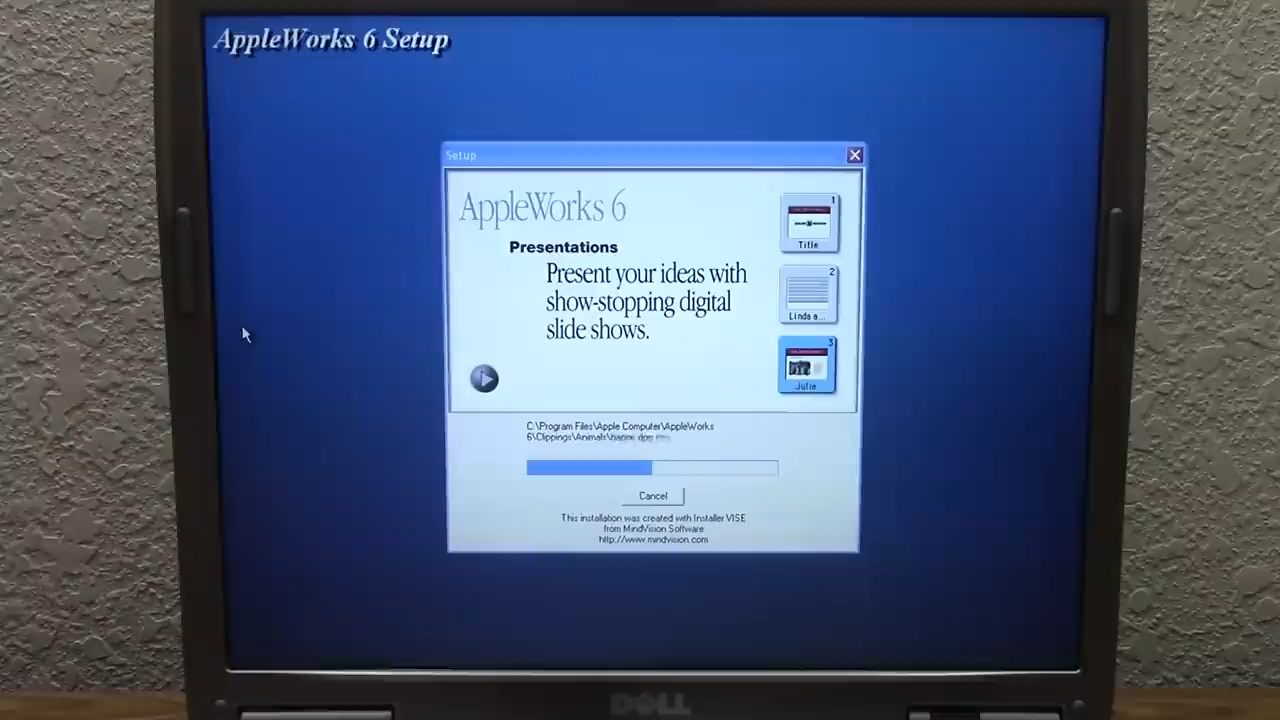 AppleWorks 6 Setup
Setup
AppleWorks 6
Presentations
Present your ideas with
show-stopping digital
slide shows.
1
Title
2
Linda a...
3
Julie
C:\Program Files\Apple Computer\AppleWorks
6\Clippings\Animals\
Cancel
This installation was created with Installer VISE
from MindVision Software
http://www.mindvision.com
DELL